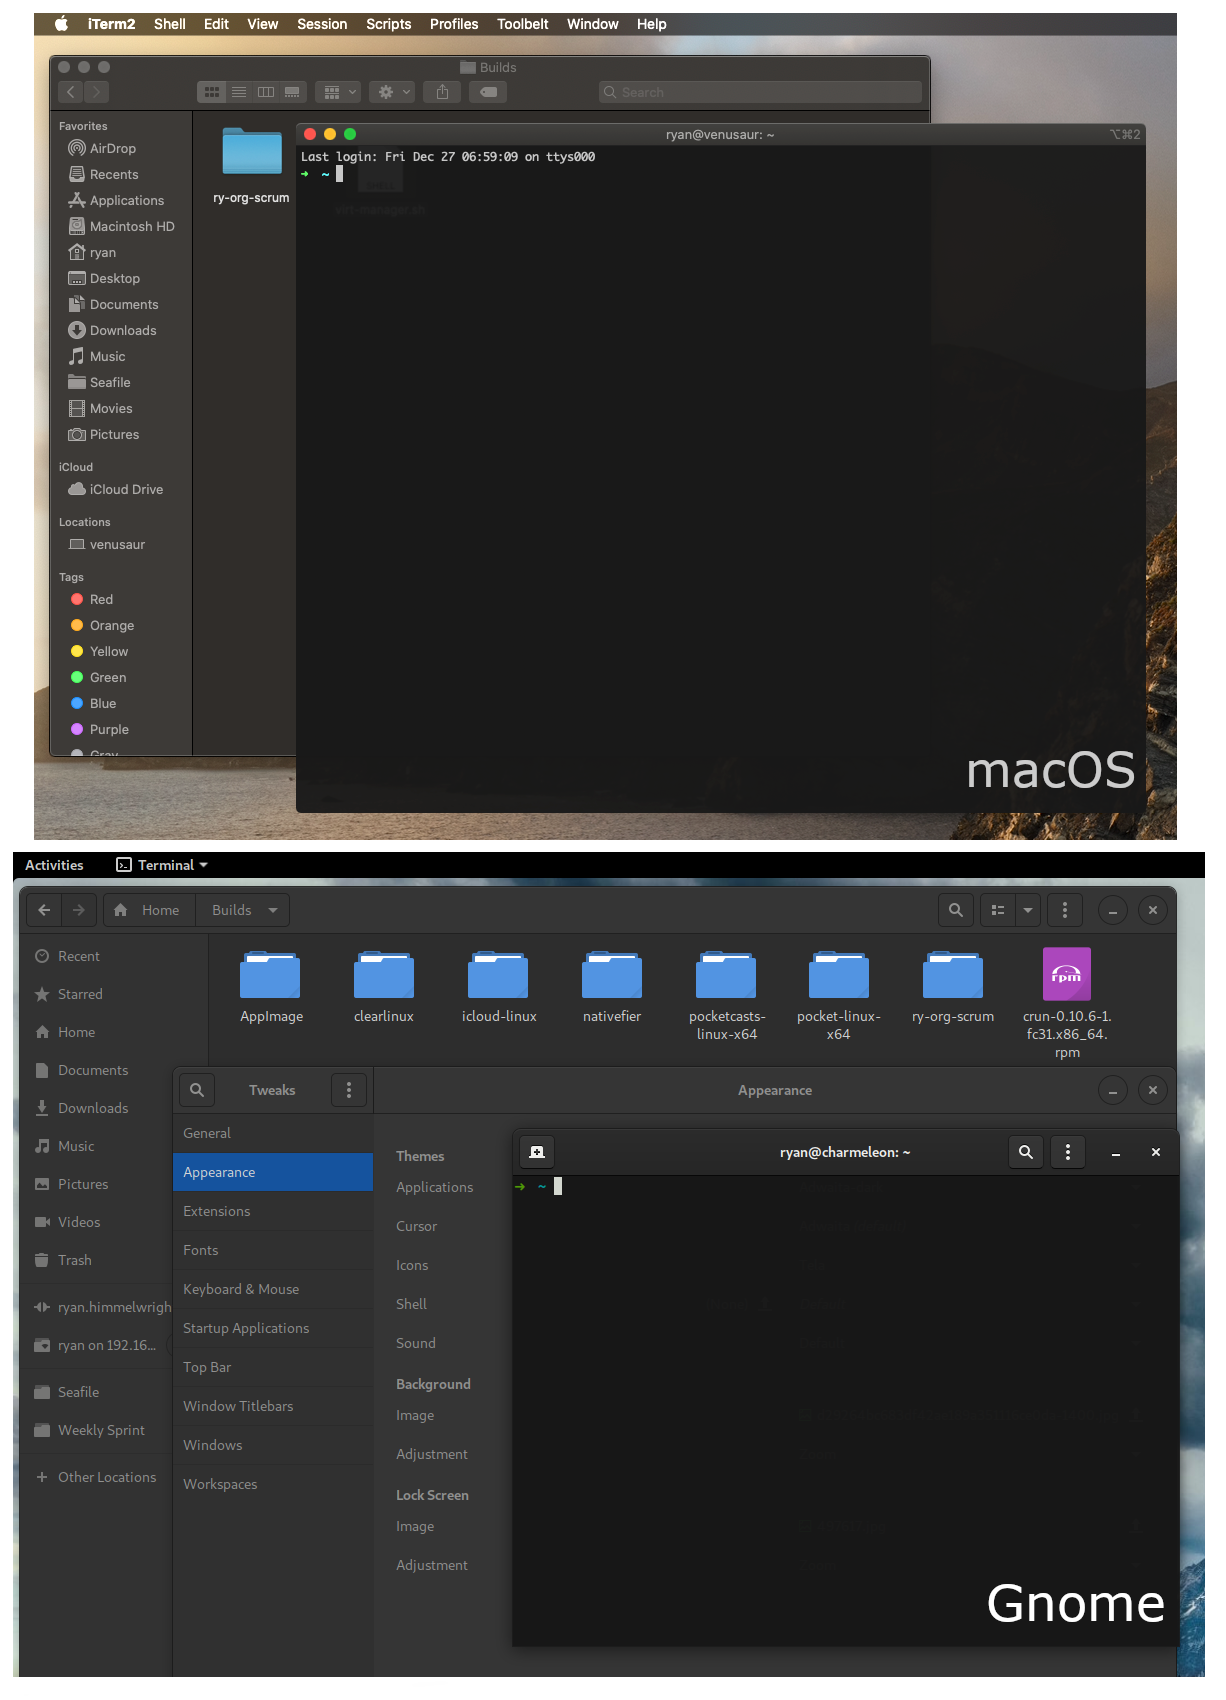 iTerm2 Shell Edit View Session Scripts Profiles Toolbelt Window Help
Builds
Search
Favorites
AirDrop
Recents
Applications
Macintosh HD
ryan
Desktop
Documents
Downloads
Music
Seafile
Movies
Pictures
iCloud
iCloud Drive
Locations
venusaur
Tags
Red
Orange
Yellow
Green
Blue
Purple
Gray
ry-org-scrum
ryan@venusaur: ~ ⌥⌘2
Last login: Fri Dec 27 06:59:09 on ttys000
➜ ~
virt-manager.sh
macOS
Activities Terminal
Home Builds
Recent
Starred
Home
Documents
Downloads
Music
Pictures
Videos
Trash
ryan.himmelwrigh
ryan on 192.16...
Seafile
Weekly Sprint
Other Locations
AppImage
clearlinux
icloud-linux
nativefier
pocketcasts-
linux-x64
pocket-linux-
x64
ry-org-scrum
rpm
crun-0.10.6-1.
fc31.x86_64.
rpm
Tweaks
Appearance
General
Appearance
Extensions
Fonts
Keyboard & Mouse
Startup Applications
Top Bar
Window Titlebars
Windows
Workspaces
Themes
Applications
Cursor
Icons
Shell
Sound
Background
Image
Adjustment
Lock Screen
Image
Adjustment
ryan@charmeleon: ~
➜ ~
Gnome